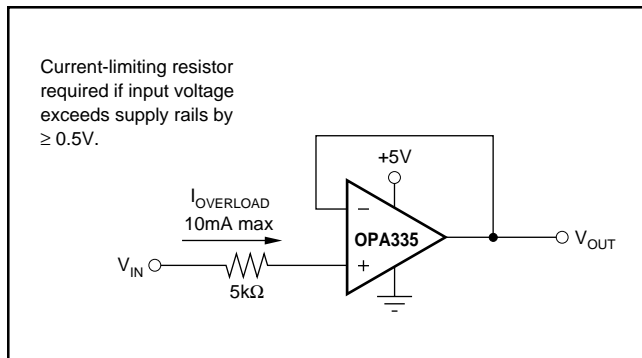 Current-limiting resistor
required if input voltage
exceeds supply rails by
≥ 0.5V.
+5V
I_OVERLOAD
10mA max
−
OPA335
V_OUT
V_IN
+
5kΩ